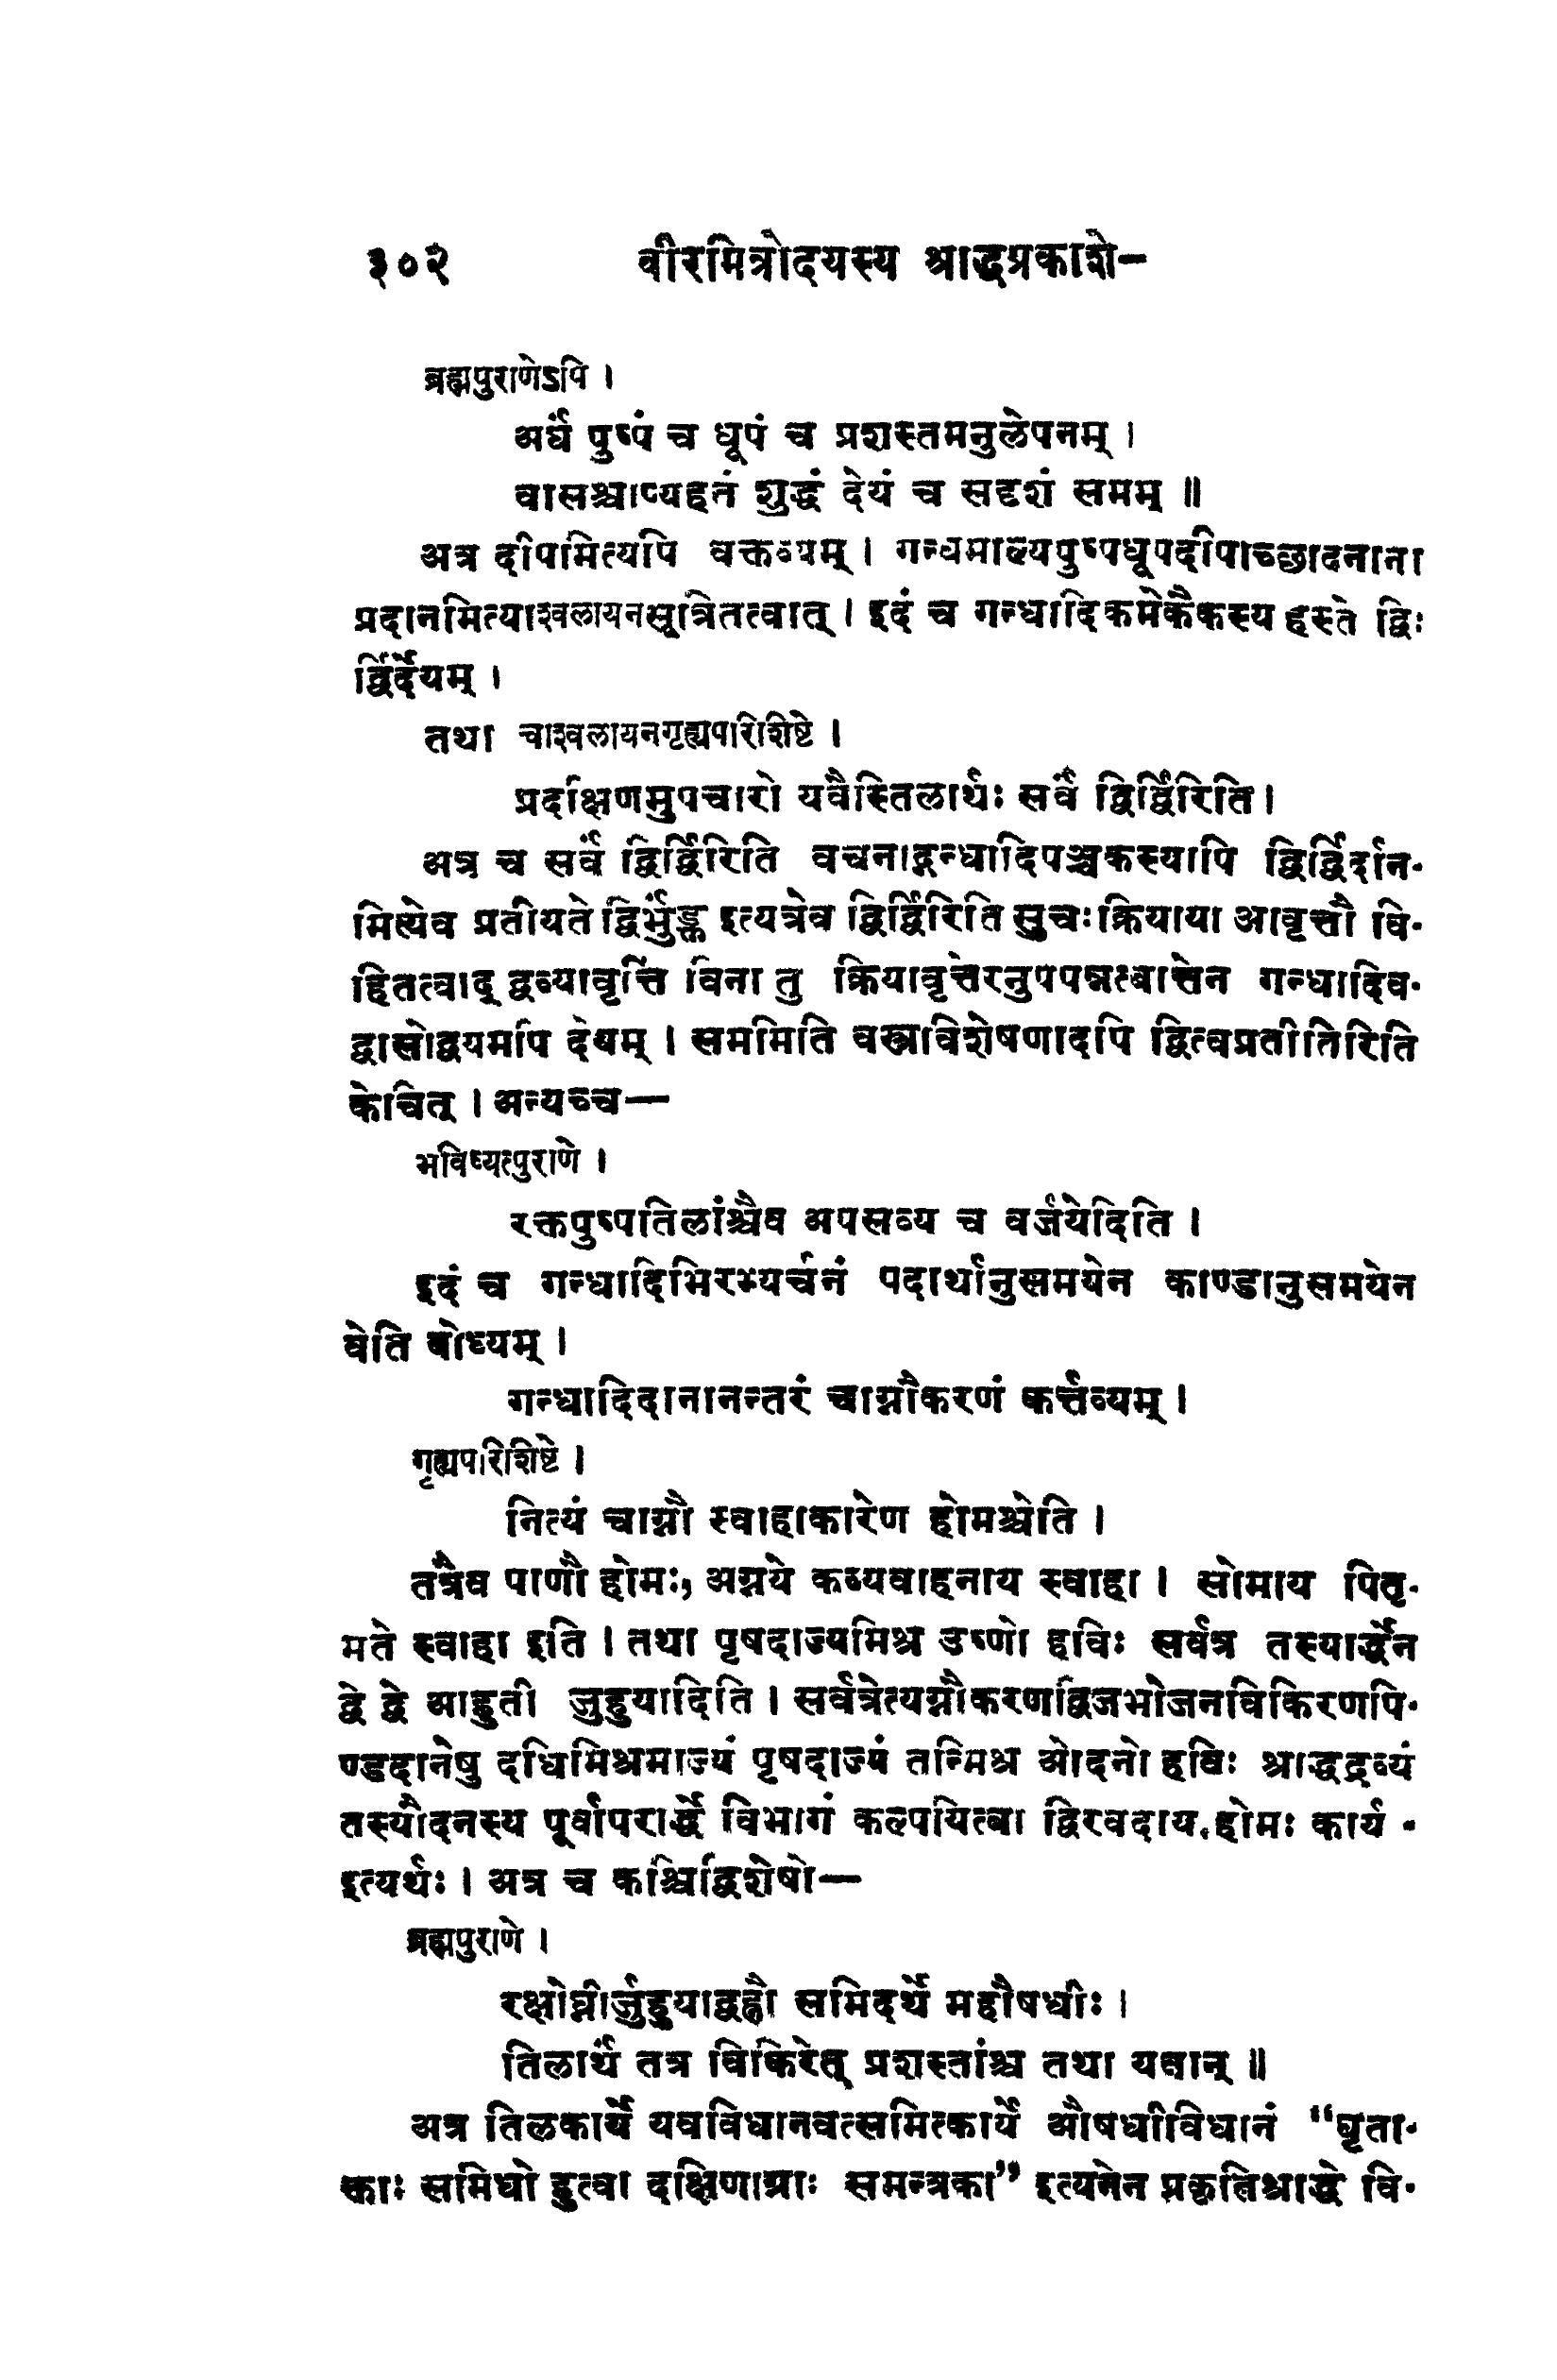 ३०२ वीरमित्रोदयस्य श्राद्धप्रकाशे-
ब्रह्मपुराणेऽपि ।
अर्घं पुष्पं च धूपं च प्रशस्तमनुलेपनम् ।
वासश्चाप्यहतं शुद्धं देयं च सदृशं समम् ॥
अत्र दीपमित्यपि वक्तव्यम् । गन्धमाल्यपुष्पधूपदीपाच्छादनाना
प्रदानमित्याश्वलायनसूत्रितत्वात् । इदं च गन्धादिकमेकैकस्य हस्ते द्विः
र्द्विर्देयम् ।
तथा चाश्वलायनगृह्यपारिशिष्टे ।
प्रदक्षिणमुपचारो यवैस्तिलार्थः सर्वं द्विर्द्विरिति ।
अत्र च सर्वं द्विर्द्विरिति वचनाद्गन्धादिपञ्चकस्यापि द्विर्द्विर्दान-
मित्येव प्रतीयते द्विर्भुङ्क्त इत्यत्रेव द्विर्द्विरिति सुचःक्रियाया आवृत्तौ वि-
हितत्वाद् द्रव्यावृत्तिं विना तु क्रियावृत्तेरनुपपन्नत्वात्तेन गन्धादिव-
द्वासोद्वयमपि देयम् । सममिति वस्त्रविशेषणादपि द्वित्वप्रतीतिरिति
केचित् । अन्यच्च—
भविष्यत्पुराणे ।
रक्तपुष्पतिलांश्चैव अपसव्य च वर्जयेदिति ।
इदं च गन्धादिभिरभ्यर्चनं पदार्थानुसमयेन काण्डानुसमयेन
वेति बोध्यम् ।
गन्धादिदानानन्तरं चाग्नौकरणं कर्त्तव्यम् ।
गृह्यपरिशिष्टे ।
नित्यं चाग्नौ स्वाहाकारेण होमश्चेति ।
तत्रैव पाणौ होमः, अग्नये कव्यवाहनाय स्वाहा । सोमाय पितृ-
मते स्वाहा इति । तथा पृषदाज्यमिश्र उष्णो हविः सर्वत्र तस्यार्द्धेन
द्वे द्वे आहुती जुहुयादिति । सर्वत्रेत्यग्नौकरणद्विजभोजनविकिरणपि-
ण्डदानेषु दधिमिश्रमाज्यं पृषदाज्यं तन्मिश्र ओदनो हविः श्राद्धद्रव्यं
तस्यौदनस्य पूर्वापरार्द्धे विभागं कल्पयित्वा द्विरवदाय होमः कार्य -
इत्यर्थः । अत्र च कश्चिद्विशेषो—
ब्रह्मपुराणे ।
रक्षोघ्नीर्जुहुयाद्वह्नौ समिदर्थे महौषधीः ।
तिलार्थं तत्र विकिरेत् प्रशस्तांश्च तथा यवान् ॥
अत्र तिलकार्ये यवविधानवत्समित्कार्ये औषधीविधानं "घृता-
क्ताः समिधो हुत्वा दक्षिणाग्राः समन्त्रका" इत्यनेन प्रकृतिश्राद्धे वि-